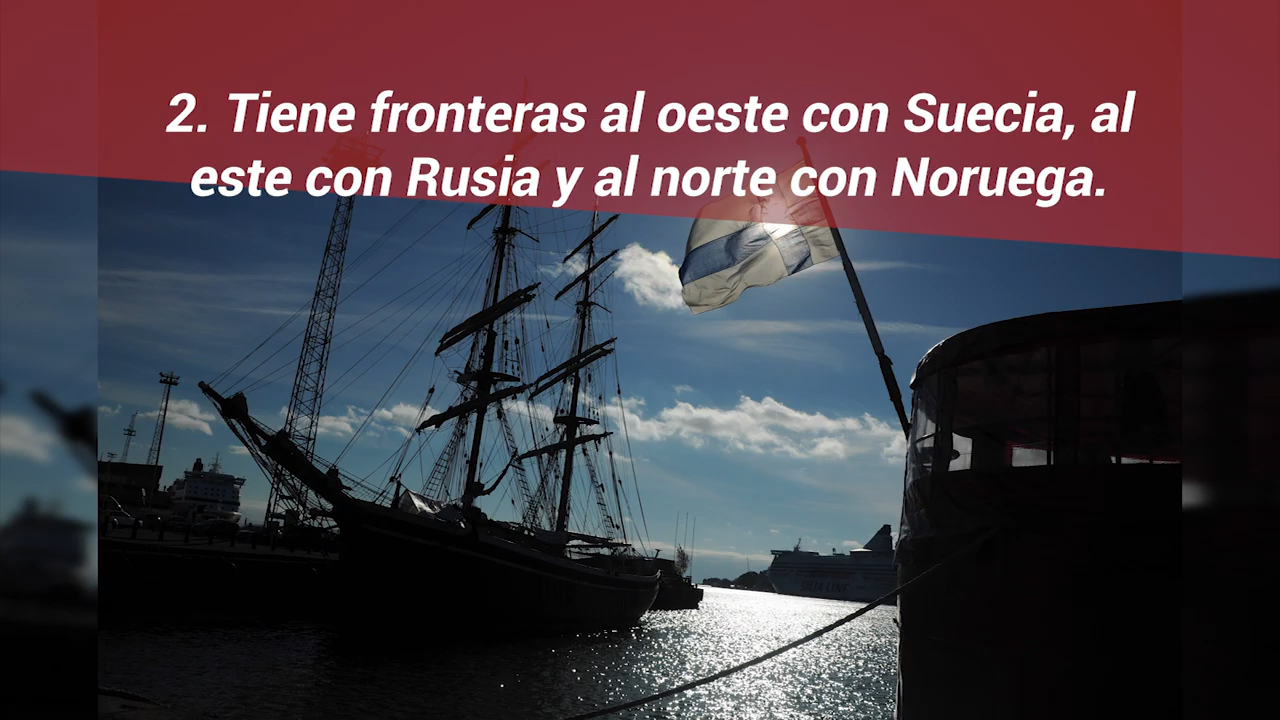 2. Tiene fronteras al oeste con Suecia, al
este con Rusia y al norte con Noruega.